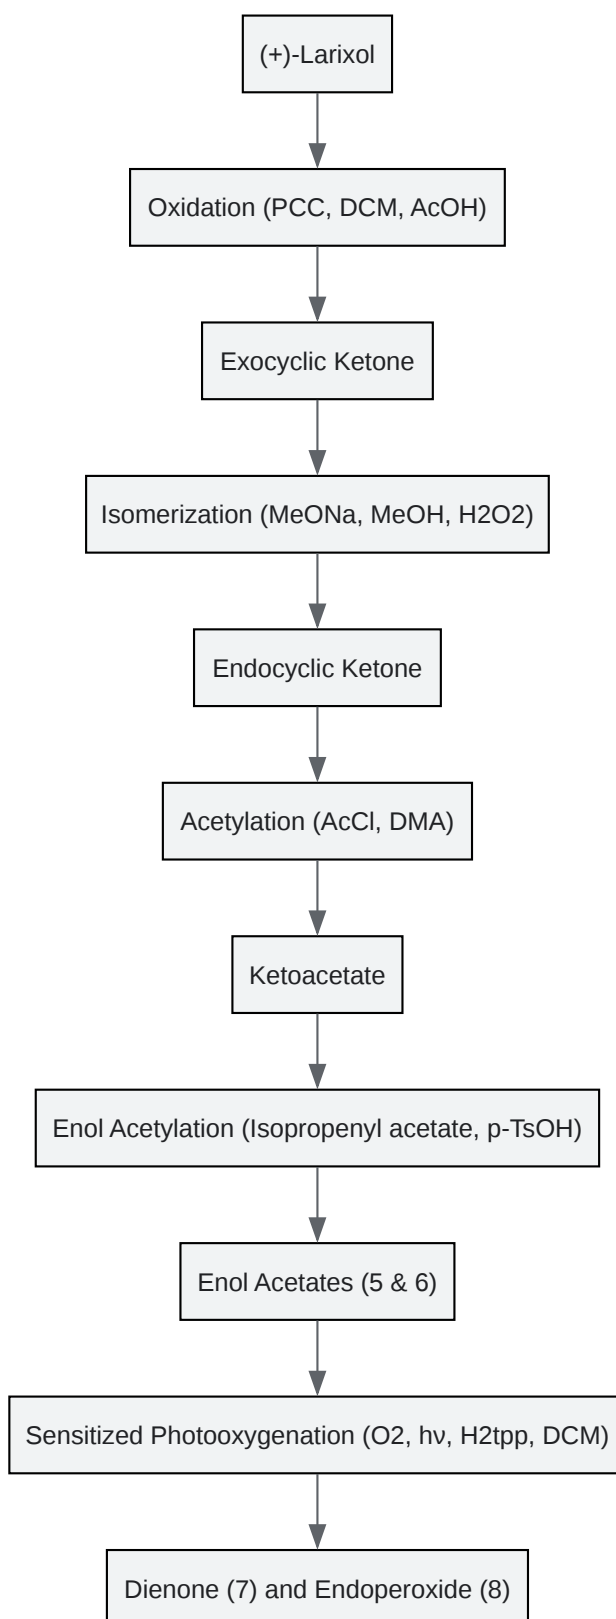 (+)-Larixol
Oxidation (PCC, DCM, AcOH)
Exocyclic Ketone
Isomerization (MeONa, MeOH, H2O2)
Endocyclic Ketone
Acetylation (AcCl, DMA)
Ketoacetate
Enol Acetylation (Isopropenyl acetate, p-TsOH)
Enol Acetates (5 & 6)
Sensitized Photooxygenation (O2, hν, H2tpp, DCM)
Dienone (7) and Endoperoxide (8)